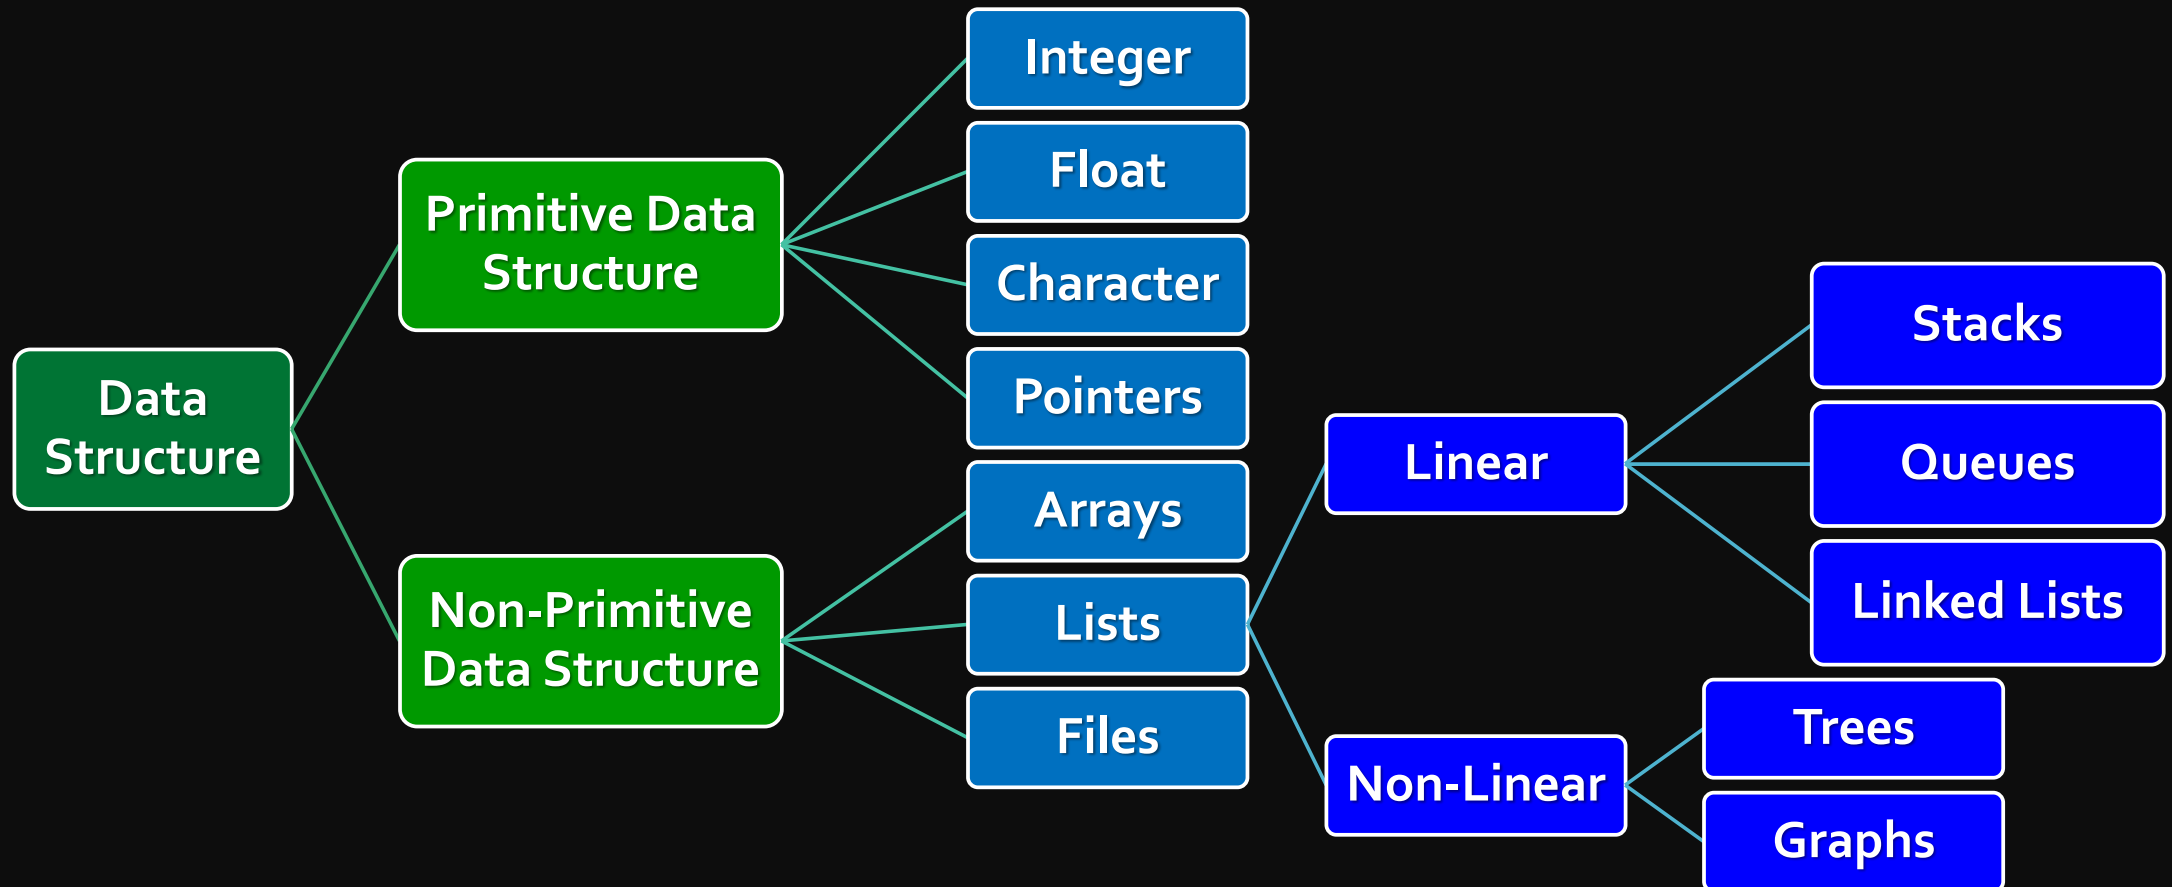 Data
Structure
Primitive Data
Structure
Non-Primitive
Data Structure
Integer
Float
Character
Pointers
Arrays
Lists
Files
Linear
Non-Linear
Stacks
Queues
Linked Lists
Trees
Graphs